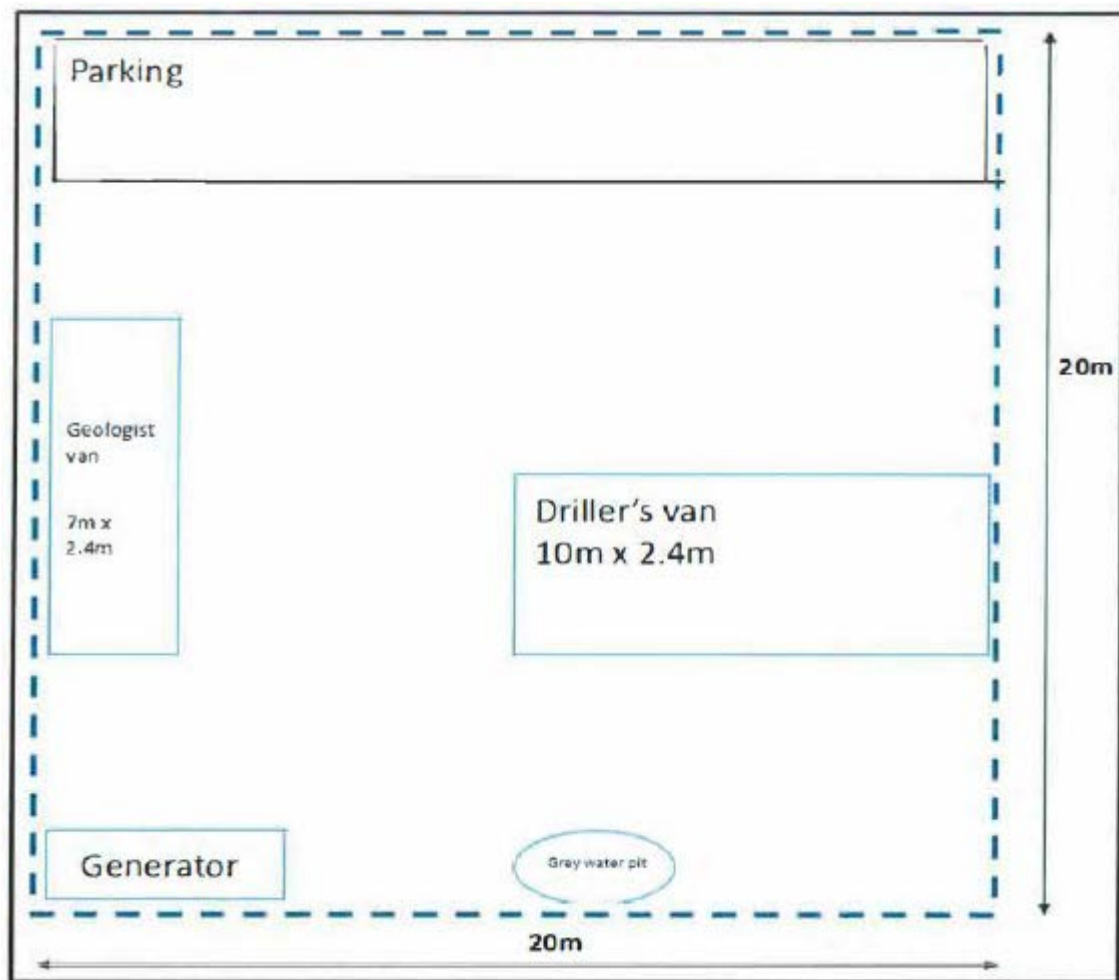 Parking
20m
Geologist
van
7m x
2.4m
Driller's van
10m x 2.4m
Generator
Grey water pit
20m